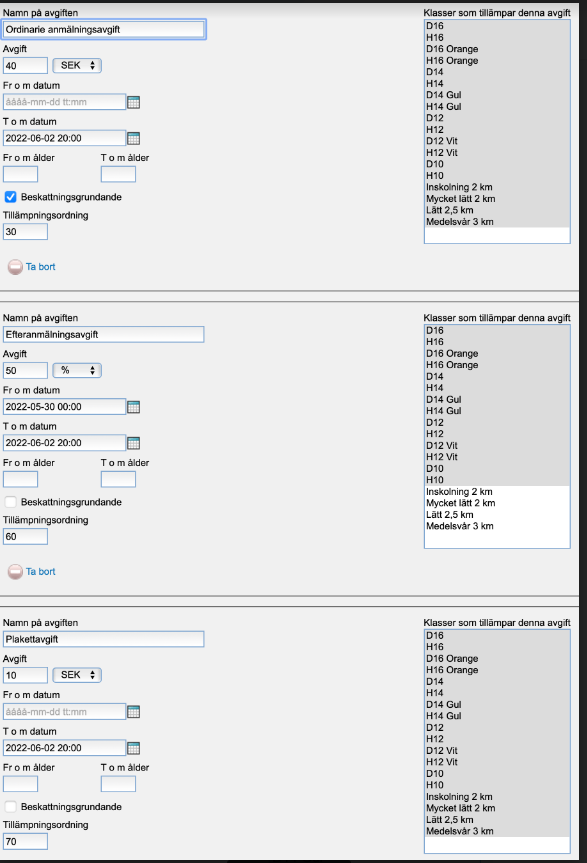 Namn på avgiften
Ordinarie anmälningsavgift
Avgift
40 SEK
Fr o m datum
åååå-mm-dd tt:mm
T o m datum
2022-06-02 20:00
Fr o m ålder T o m ålder
Beskattningsgrundande
Tillämpningsordning
30
Ta bort
Klasser som tillämpar denna avgift
D16
H16
D16 Orange
H16 Orange
D14
H14
D14 Gul
H14 Gul
D12
H12
D12 Vit
H12 Vit
D10
H10
Inskolning 2 km
Mycket lätt 2 km
Lätt 2,5 km
Medelsvår 3 km
Namn på avgiften
Efteranmälningsavgift
Avgift
50 %
Fr o m datum
2022-05-30 00:00
T o m datum
2022-06-02 20:00
Fr o m ålder T o m ålder
Beskattningsgrundande
Tillämpningsordning
60
Ta bort
Klasser som tillämpar denna avgift
D16
H16
D16 Orange
H16 Orange
D14
H14
D14 Gul
H14 Gul
D12
H12
D12 Vit
H12 Vit
D10
H10
Inskolning 2 km
Mycket lätt 2 km
Lätt 2,5 km
Medelsvår 3 km
Namn på avgiften
Plakettavgift
Avgift
10 SEK
Fr o m datum
åååå-mm-dd tt:mm
T o m datum
2022-06-02 20:00
Fr o m ålder T o m ålder
Beskattningsgrundande
Tillämpningsordning
70
Klasser som tillämpar denna avgift
D16
H16
D16 Orange
H16 Orange
D14
H14
D14 Gul
H14 Gul
D12
H12
D12 Vit
H12 Vit
D10
H10
Inskolning 2 km
Mycket lätt 2 km
Lätt 2,5 km
Medelsvår 3 km